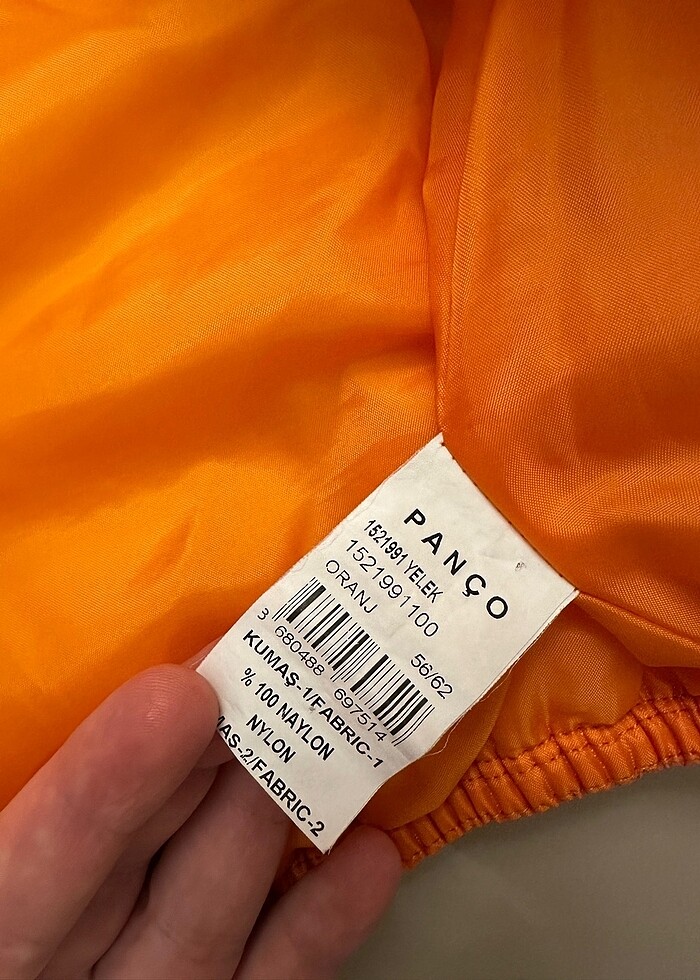 PANÇO
1521991 YELEK
1521991100
ORANJ 56/62
3 680488 697514
KUMAŞ-1/FABRIC-1
% 100 NAYLON
NYLON
MAŞ-2/FABRIC-2